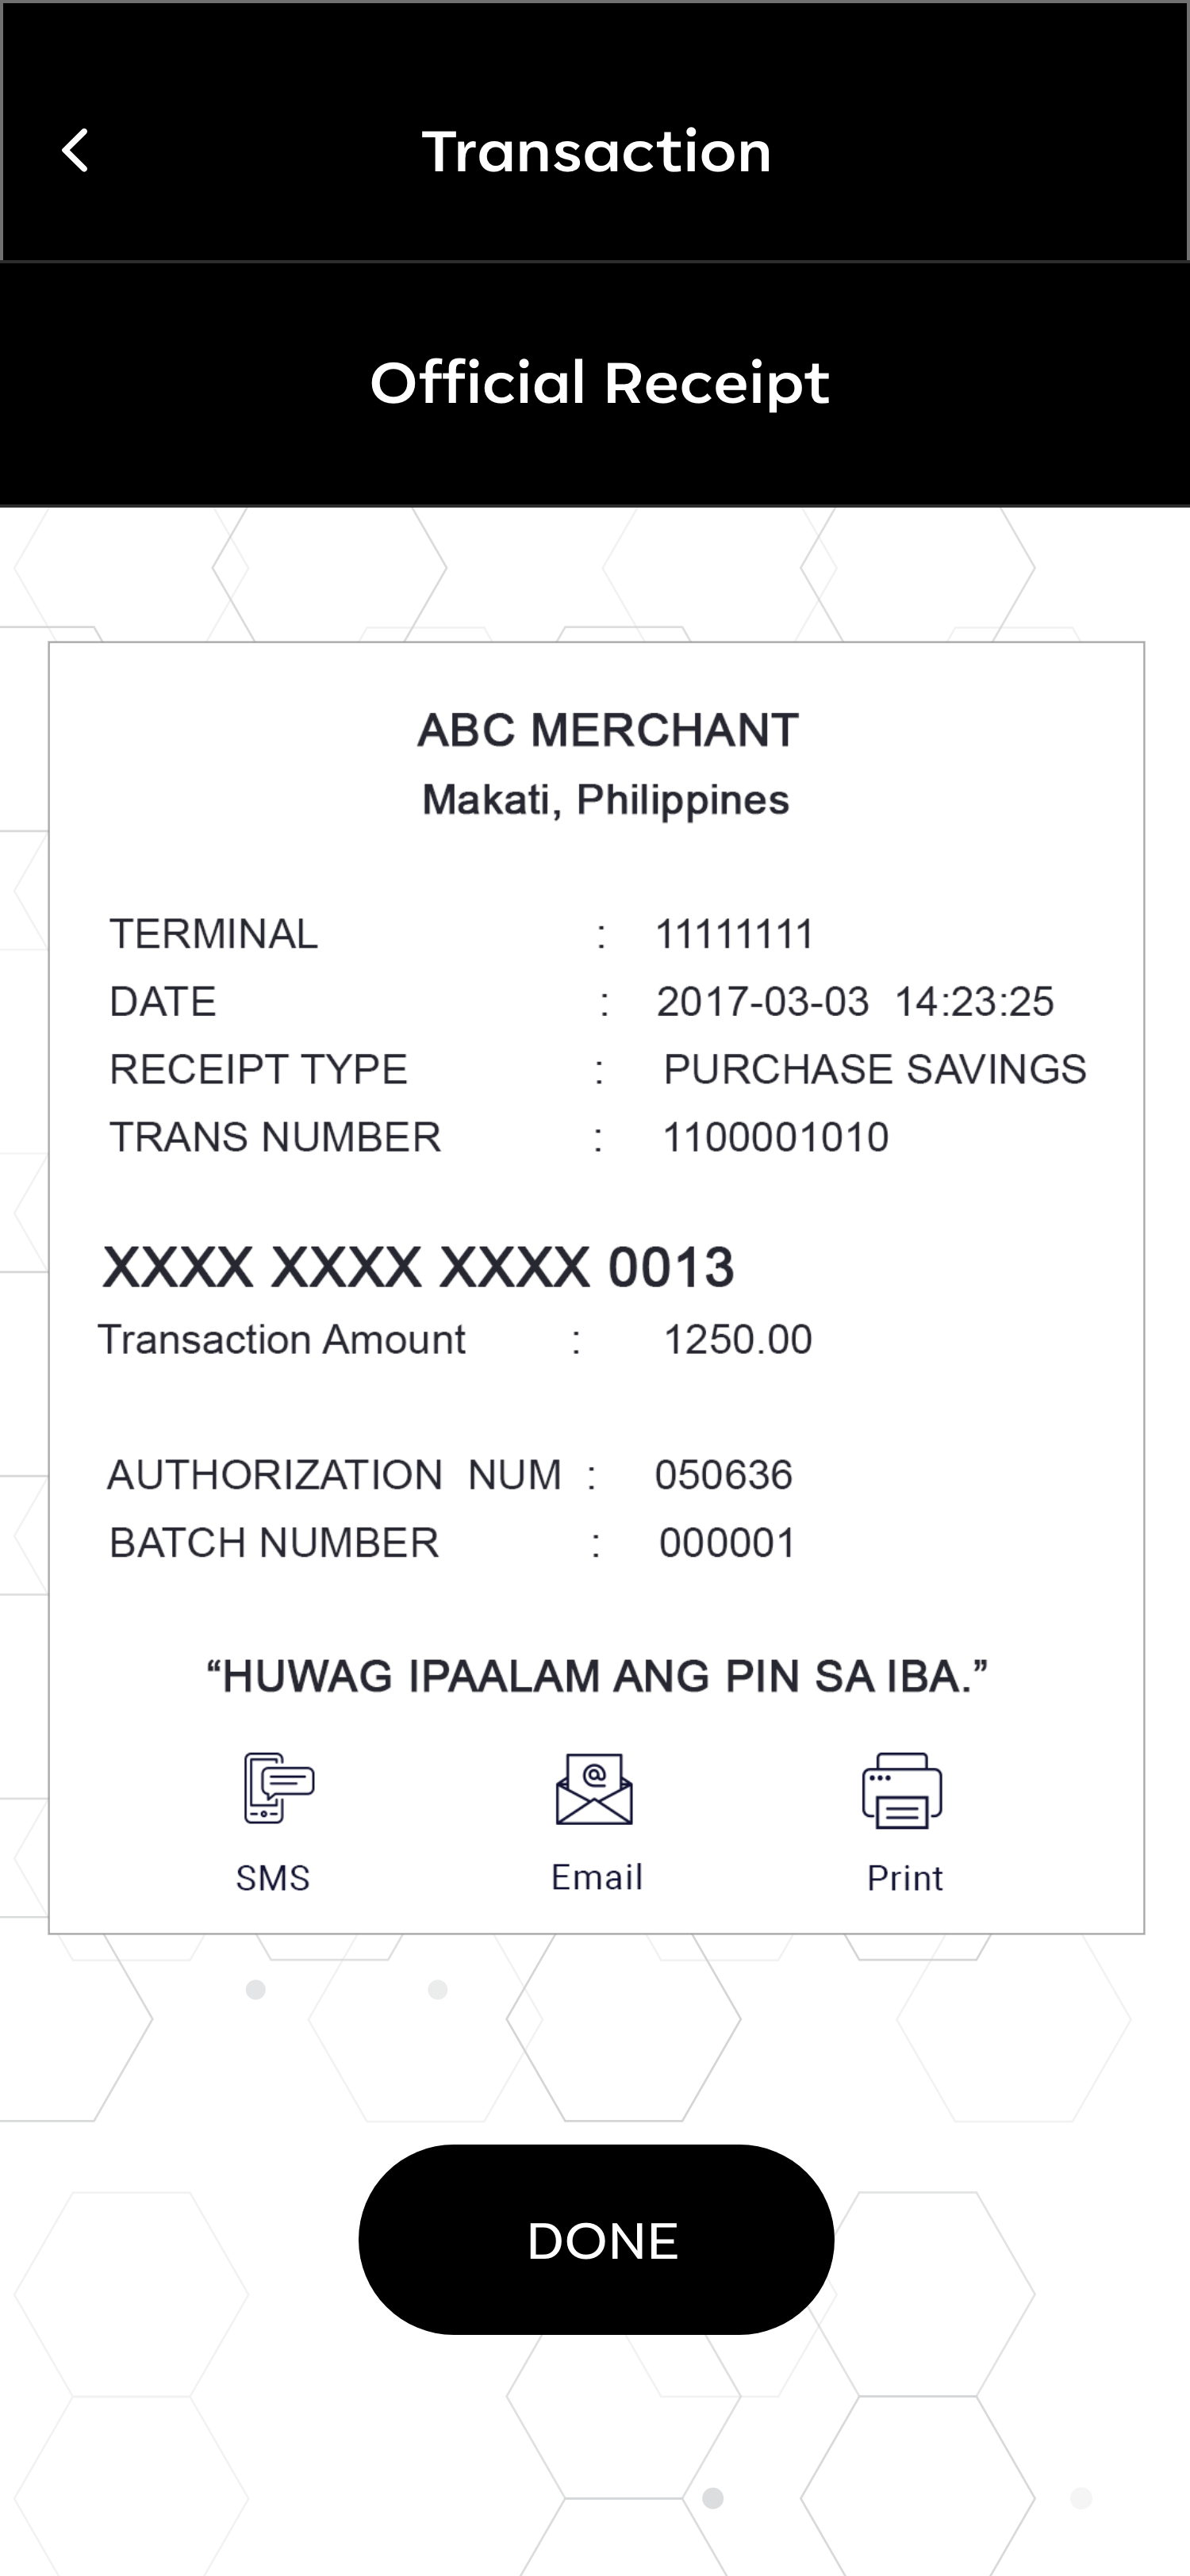 Transaction
Official Receipt
ABC MERCHANT
Makati, Philippines
TERMINAL : 11111111
DATE : 2017-03-03 14:23:25
RECEIPT TYPE : PURCHASE SAVINGS
TRANS NUMBER : 1100001010
XXXX XXXX XXXX 0013
Transaction Amount : 1250.00
AUTHORIZATION NUM : 050636
BATCH NUMBER : 000001
“HUWAG IPAALAM ANG PIN SA IBA.”
SMS Email Print
DONE